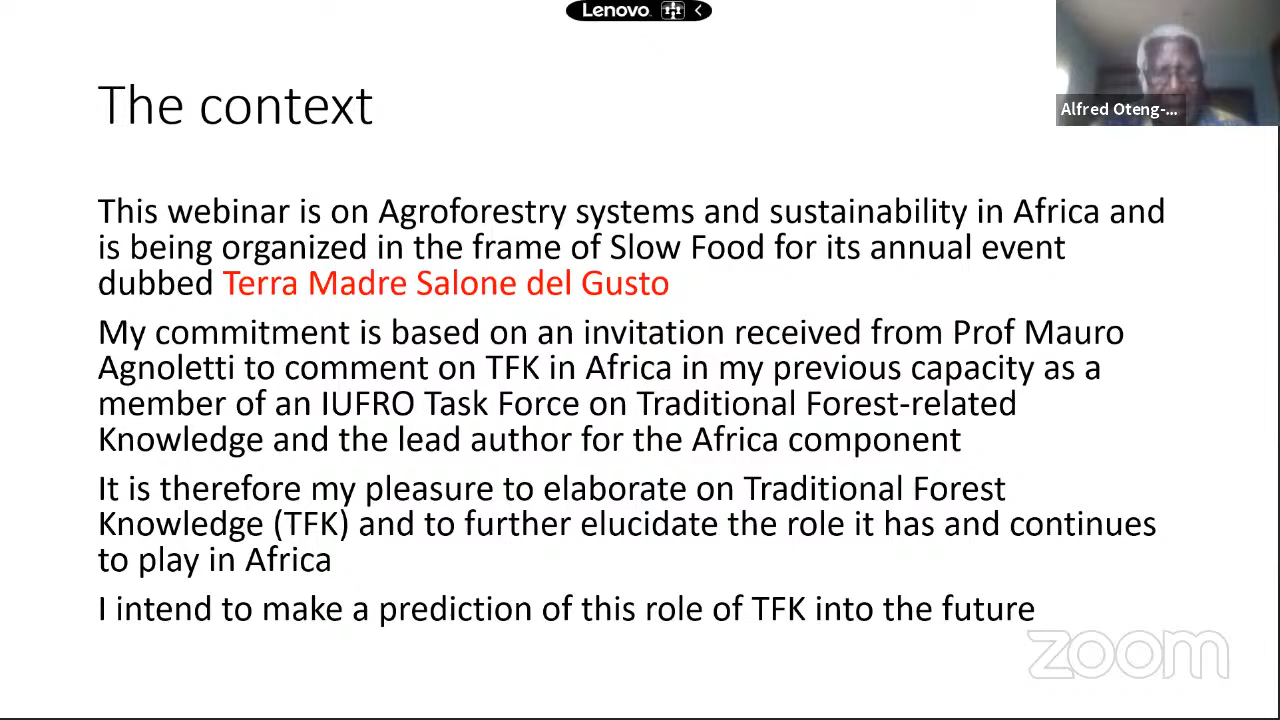 Lenovo
Alfred Oteng-...
The context
This webinar is on Agroforestry systems and sustainability in Africa and
is being organized in the frame of Slow Food for its annual event
dubbed Terra Madre Salone del Gusto
My commitment is based on an invitation received from Prof Mauro
Agnoletti to comment on TFK in Africa in my previous capacity as a
member of an IUFRO Task Force on Traditional Forest-related
Knowledge and the lead author for the Africa component
It is therefore my pleasure to elaborate on Traditional Forest
Knowledge (TFK) and to further elucidate the role it has and continues
to play in Africa
I intend to make a prediction of this role of TFK into the future
zoom